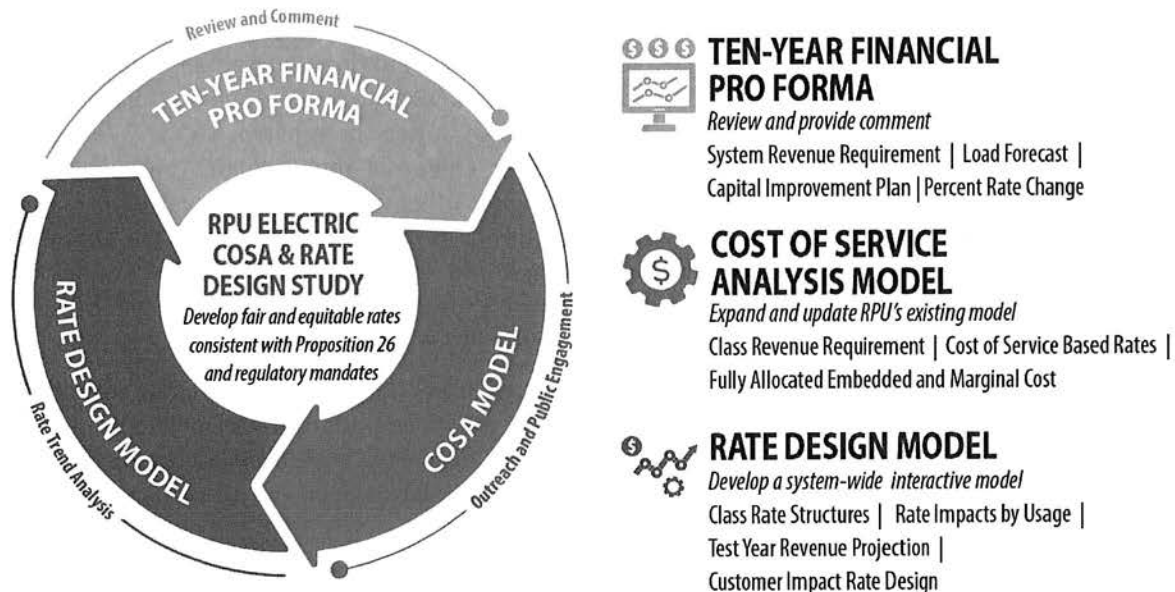 Review and Comment
TEN-YEAR FINANCIAL
PRO FORMA
RPU ELECTRIC
COSA & RATE
DESIGN STUDY
Develop fair and equitable rates
consistent with Proposition 26
and regulatory mandates
RATE DESIGN MODEL
COSA MODEL
Rate Trend Analysis
Outreach and Public Engagement
$ $ $
TEN-YEAR FINANCIAL
PRO FORMA
Review and provide comment
System Revenue Requirement | Load Forecast |
Capital Improvement Plan | Percent Rate Change
$
COST OF SERVICE
ANALYSIS MODEL
Expand and update RPU's existing model
Class Revenue Requirement | Cost of Service Based Rates |
Fully Allocated Embedded and Marginal Cost
$
RATE DESIGN MODEL
Develop a system-wide interactive model
Class Rate Structures | Rate Impacts by Usage |
Test Year Revenue Projection |
Customer Impact Rate Design